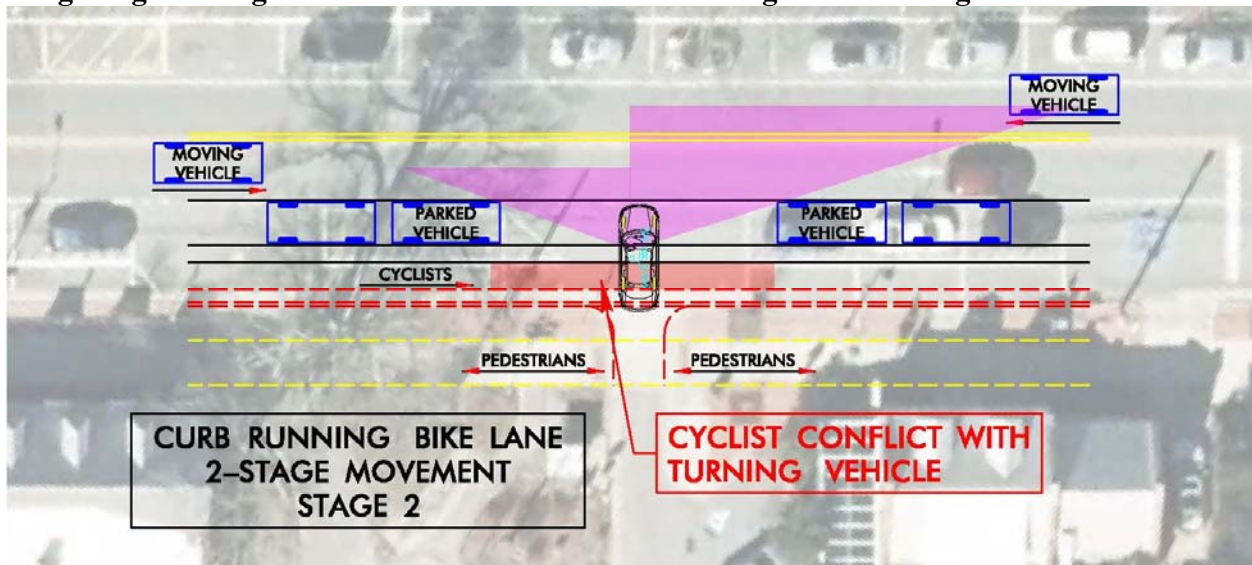 MOVING
VEHICLE
MOVING
VEHICLE
PARKED
VEHICLE
PARKED
VEHICLE
CYCLISTS
PEDESTRIANS
PEDESTRIANS
CURB RUNNING BIKE LANE
2-STAGE MOVEMENT
STAGE 2
CYCLIST CONFLICT WITH
TURNING VEHICLE